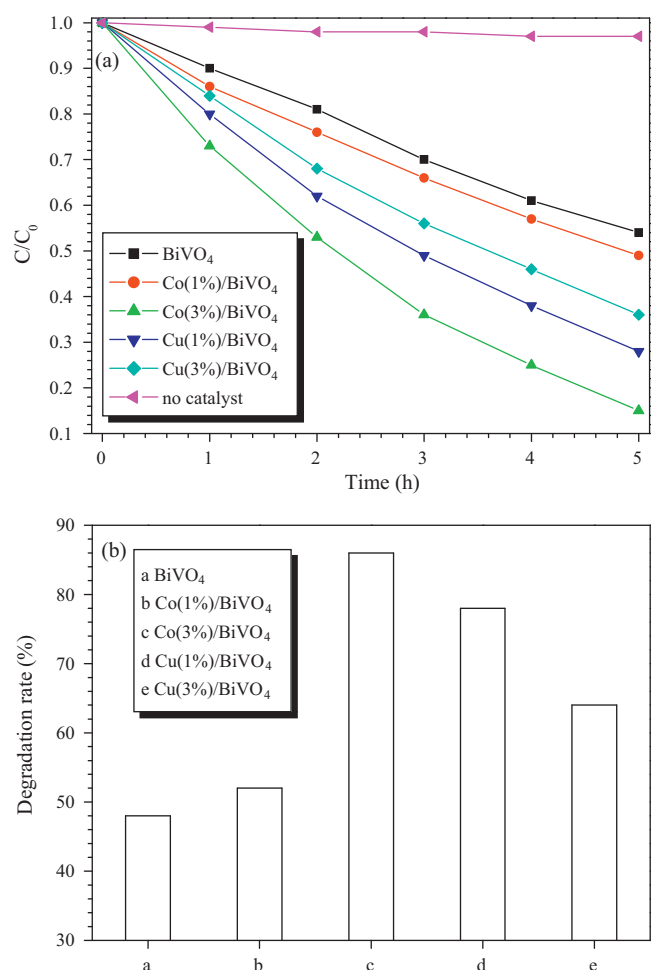 (a)
1.0
0.9
0.8
0.7
0.6
0.5
0.4
0.3
0.2
0.1
C/C₀
BiVO₄
Co(1%)/BiVO₄
Co(3%)/BiVO₄
Cu(1%)/BiVO₄
Cu(3%)/BiVO₄
no catalyst
0 1 2 3 4 5
Time (h)
(b)
90
80
70
60
50
40
30
Degradation rate (%)
a BiVO₄
b Co(1%)/BiVO₄
c Co(3%)/BiVO₄
d Cu(1%)/BiVO₄
e Cu(3%)/BiVO₄
a b c d e